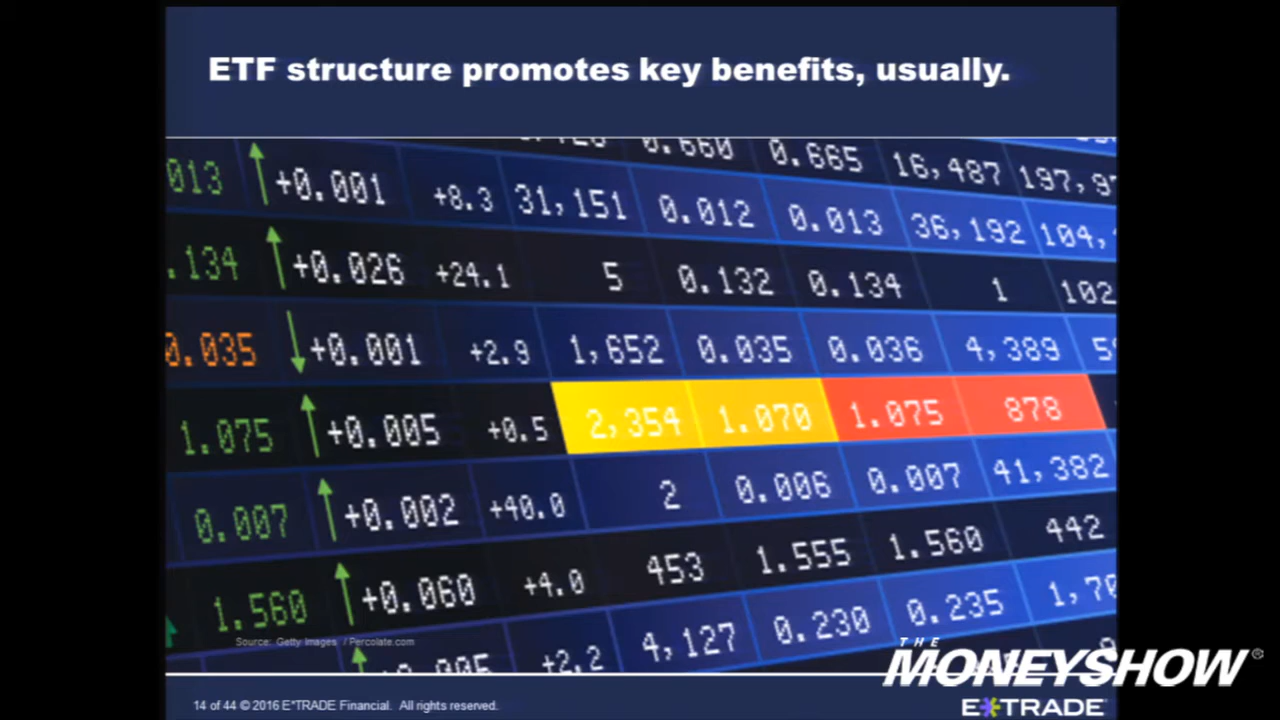 ETF structure promotes key benefits, usually.
0.660 0.665 16,487
013 +0.001 +8.3 31,151 0.012 0.013 36,192 104,
.134 +0.026 +24.1 5 0.132 0.134 1 102
0.035 +0.001 +2.9 1,652 0.035 0.036 4,389
1.075 +0.005 +0.5 2,354 1.070 1.075 878
0.007 +0.002 +40.0 2 0.006 0.007 41,382
1.560 +0.060 +4.0 453 1.555 1.560 442
+2.2 4,127 0.230 0.235
Source: Getty Images / Percolate.com
THE
MONEYSHOW®
14 of 44 © 2016 E*TRADE Financial. All rights reserved.
E*TRADE